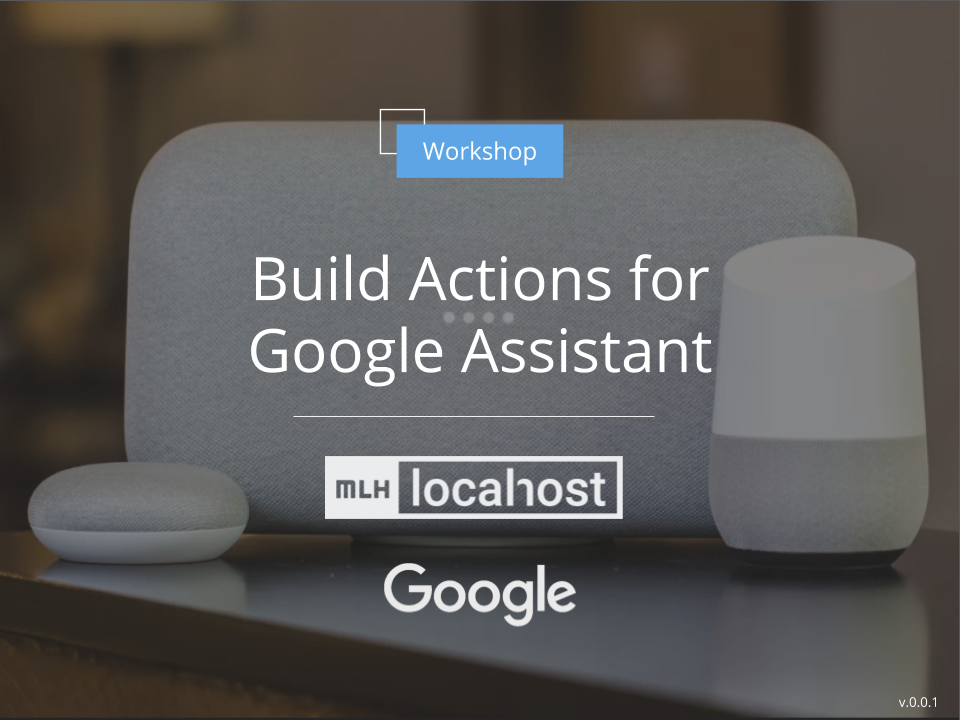 Workshop
Build Actions for
Google Assistant
MLH localhost
Google
v.0.0.1